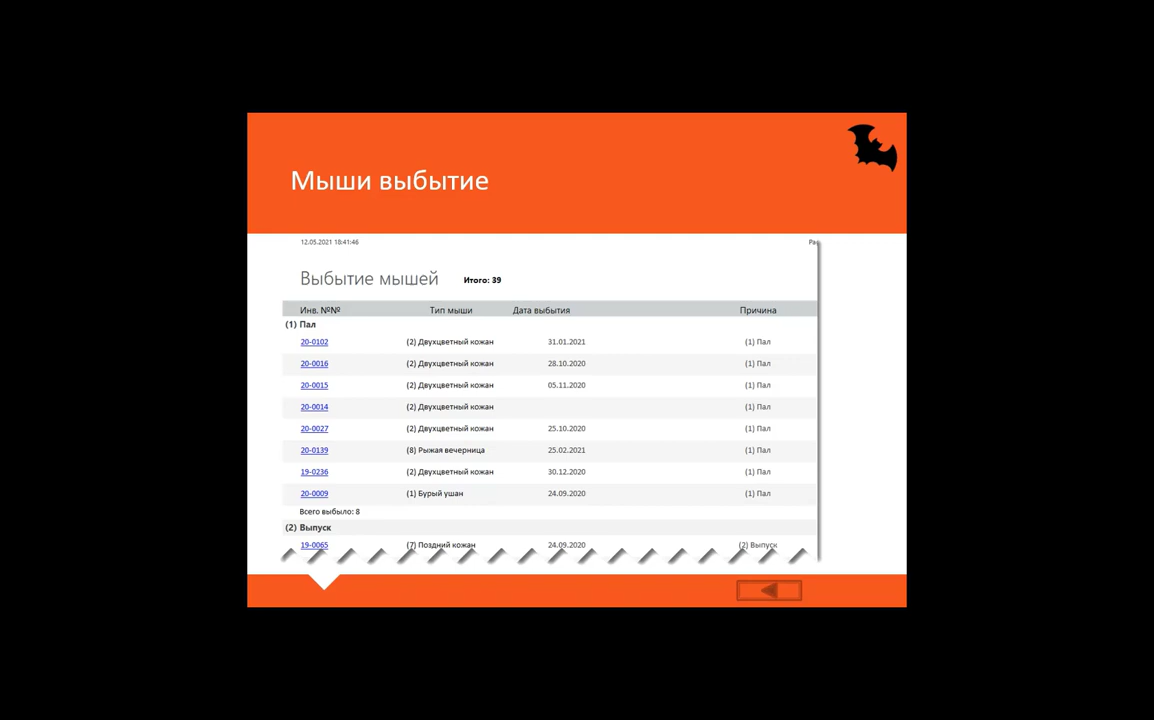 Мыши выбытие
12.05.2021 18:41:46
Выбытие мышей Итого: 39
Инв. №№ Тип мыши Дата выбытия Причина
(1) Пал
20-0102 (2) Двухцветный кожан 31.01.2021 (1) Пал
20-0016 (2) Двухцветный кожан 28.10.2020 (1) Пал
20-0015 (2) Двухцветный кожан 05.11.2020 (1) Пал
20-0014 (2) Двухцветный кожан (1) Пал
20-0027 (2) Двухцветный кожан 25.10.2020 (1) Пал
20-0139 (8) Рыжая вечерница 25.02.2021 (1) Пал
19-0236 (2) Двухцветный кожан 30.12.2020 (1) Пал
20-0009 (1) Бурый ушан 24.09.2020 (1) Пал
Всего выбыло: 8
(2) Выпуск
19-0065 (7) Поздний кожан 24.09.2020 (2) Выпуск